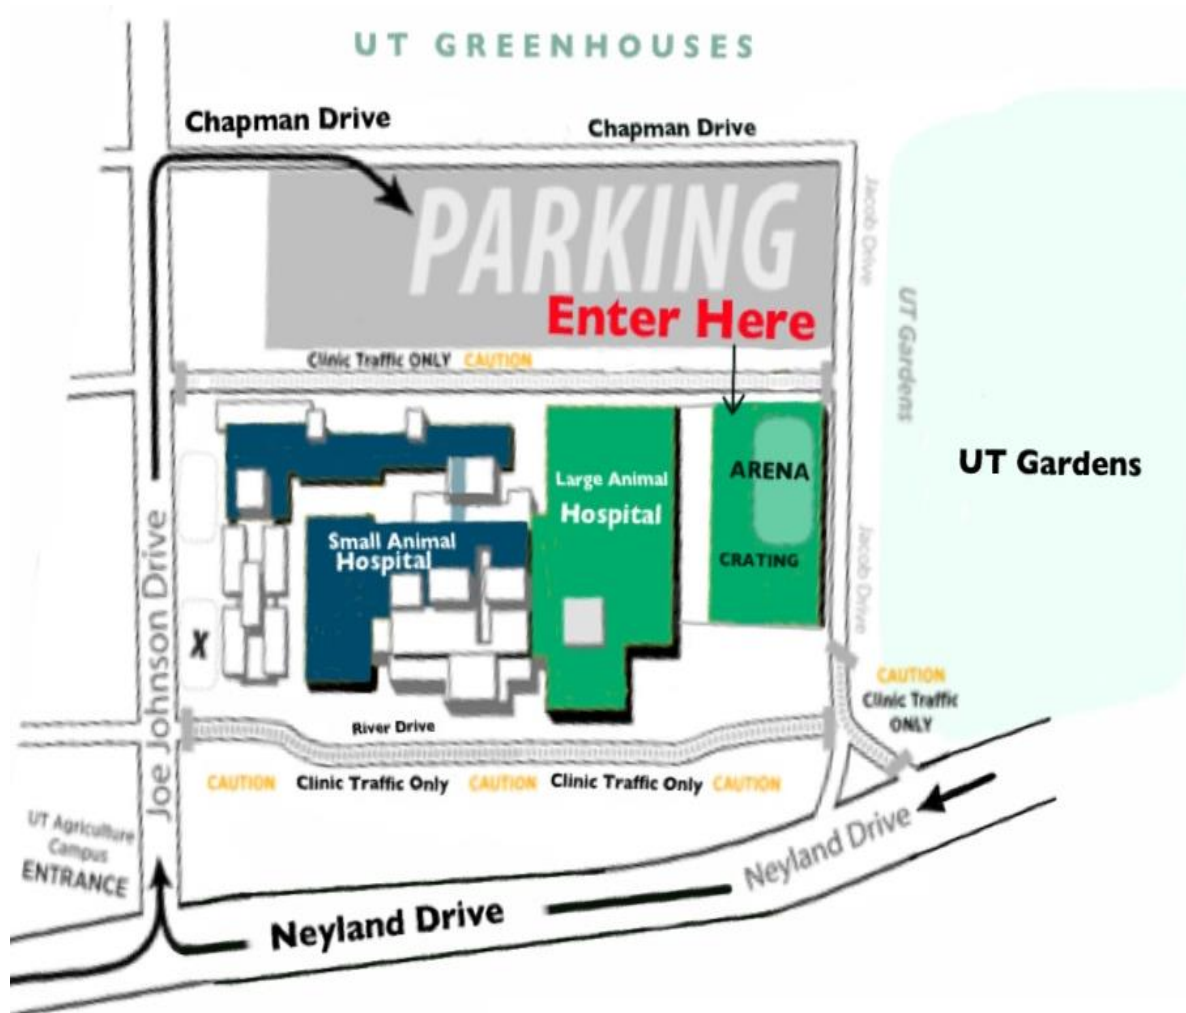 UT GREENHOUSES
Chapman Drive
Chapman Drive
PARKING
Enter Here
Jacob Drive
UT Gardens
Clinic Traffic ONLY CAUTION
Large Animal
Hospital
ARENA
CRATING
UT Gardens
Small Animal
Hospital
Jacob Drive
X
Joe Johnson Drive
CAUTION
Clinic Traffic
ONLY
River Drive
CAUTION Clinic Traffic Only CAUTION Clinic Traffic Only CAUTION
UT Agriculture
Campus
ENTRANCE
Neyland Drive
Neyland Drive